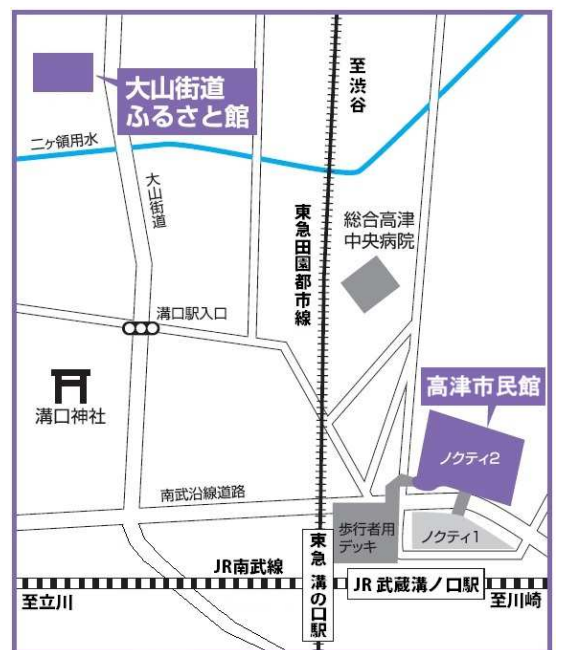 大山街道
ふるさと館
至渋谷
二ヶ領用水
大山街道
東急田園都市線
総合高津
中央病院
溝口駅入口
溝口神社
高津市民館
ノクティ2
南武沿線道路
歩行者用
デッキ
ノクティ1
JR南武線
東急 溝の口駅
JR 武蔵溝ノ口駅
至立川
至川崎